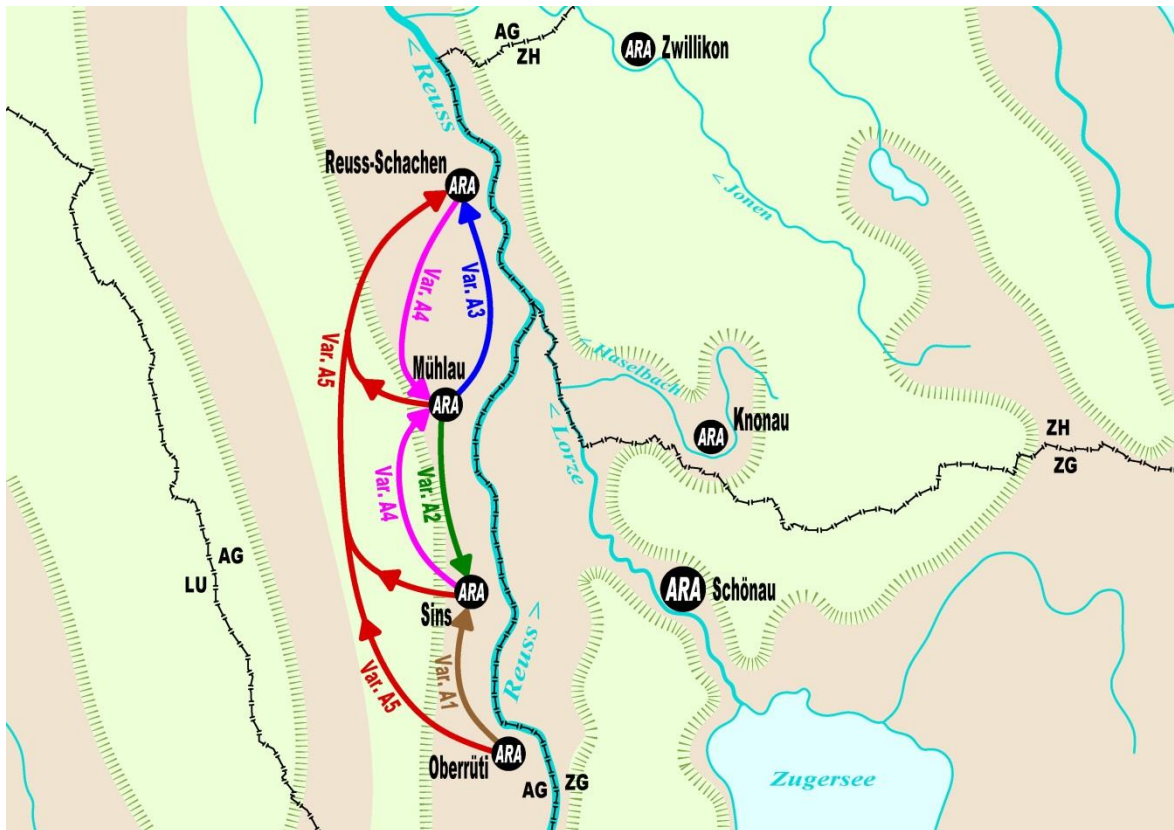 AG
ZH
ARA
Zwillikon
< Reuss
Reuss-Schachen
ARA
< Jonen
Var. A4
Var. A3
Var. A5
Mühlau
ARA
< Haselbach
Knonau
ARA
ZH
ZG
< Lorze
Var. A4
Var. A2
AG
LU
ARA
Schönau
ARA
Sins
Reuss >
Var. A1
Var. A5
ARA
Oberrüti
AG
ZG
Zugersee